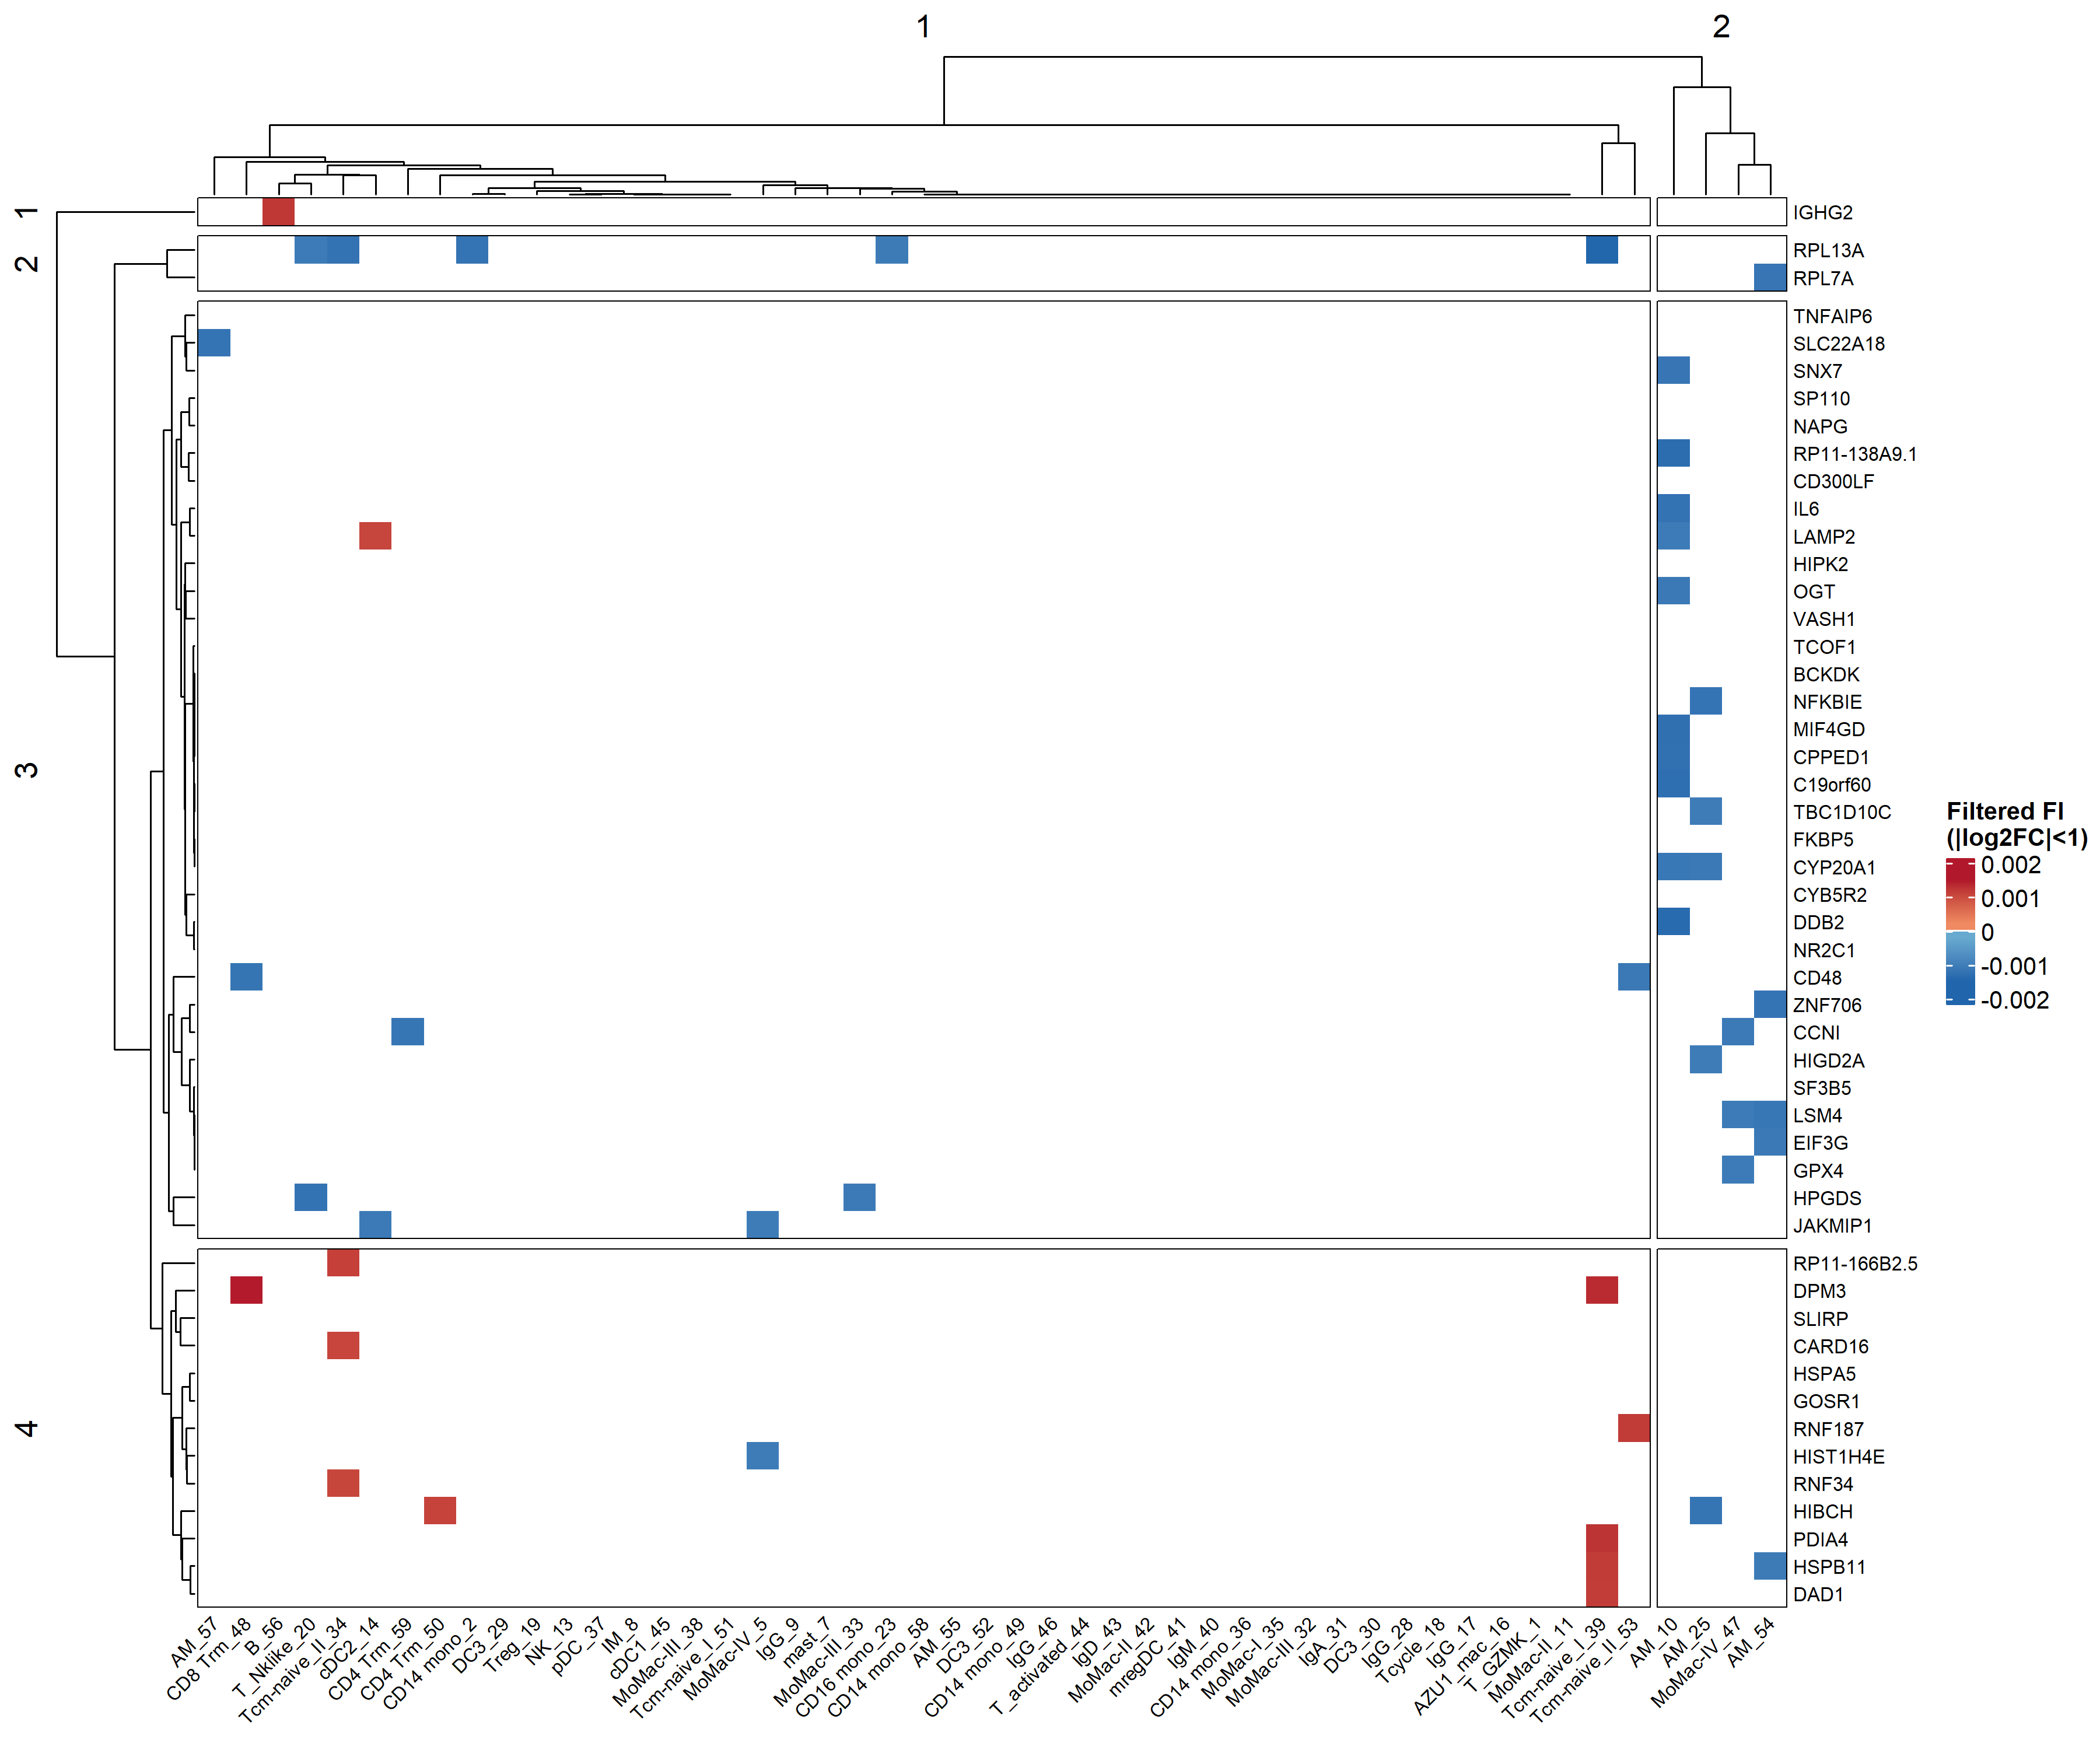 1
2
1
IGHG2
2
RPL13A
RPL7A
3
TNFAIP6
SLC22A18
SNX7
SP110
NAPG
RP11-138A9.1
CD300LF
IL6
LAMP2
HIPK2
OGT
VASH1
TCOF1
BCKDK
NFKBIE
MIF4GD
CPPED1
C19orf60
TBC1D10C
FKBP5
CYP20A1
CYB5R2
DDB2
NR2C1
CD48
ZNF706
CCNI
HIGD2A
SF3B5
LSM4
EIF3G
GPX4
HPGDS
JAKMIP1
4
RP11-166B2.5
DPM3
SLIRP
CARD16
HSPA5
GOSR1
RNF187
HIST1H4E
RNF34
HIBCH
PDIA4
HSPB11
DAD1
AM_57
CD8 Trm_48
B_56
T_Nklike_20
Tcm-naive_II_34
cDC2_14
CD4 Trm_59
CD4 Trm_50
CD14 mono_2
DC3_29
Treg_19
NK_13
pDC_37
IM_8
cDC1_45
MoMac-III_38
Tcm-naive_I_51
MoMac-IV_5
IgG_9
mast_7
MoMac-III_33
CD16 mono_23
CD14 mono_58
AM_55
DC3_52
CD14 mono_49
IgG_46
T_activated_44
IgD_43
MoMac-II_42
mregDC_41
IgM_40
CD14 mono_36
MoMac-I_35
MoMac-III_32
IgA_31
DC3_30
IgG_28
Tcycle_18
IgG_17
AZU1_mac_16
T_GZMK_1
MoMac-II_11
Tcm-naive_I_39
Tcm-naive_II_53
AM_10
AM_25
MoMac-IV_47
AM_54
Filtered FI
(|log2FC|<1)
0.002
0.001
0
-0.001
-0.002